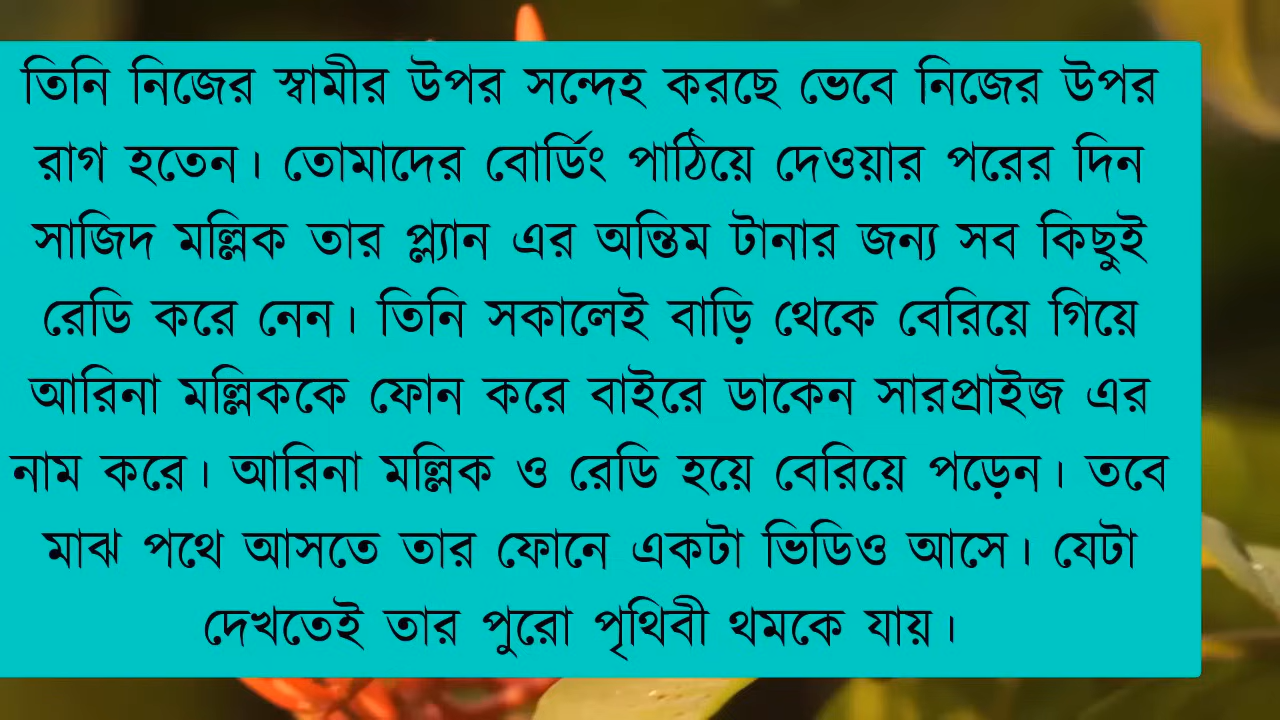 তিনি নিজের স্বামীর উপর সন্দেহ করছে ভেবে নিজের উপর
রাগ হতেন। তোমাদের বোর্ডিং পাঠিয়ে দেওয়ার পরের দিন
সাজিদ মল্লিক তার প্ল্যান এর অন্তিম টানার জন্য সব কিছুই
রেডি করে নেন। তিনি সকালেই বাড়ি থেকে বেরিয়ে গিয়ে
আরিনা মল্লিককে ফোন করে বাইরে ডাকেন সারপ্রাইজ এর
নাম করে। আরিনা মল্লিক ও রেডি হয়ে বেরিয়ে পড়েন। তবে
মাঝ পথে আসতে তার ফোনে একটা ভিডিও আসে। যেটা
দেখতেই তার পুরো পৃথিবী থমকে যায়।